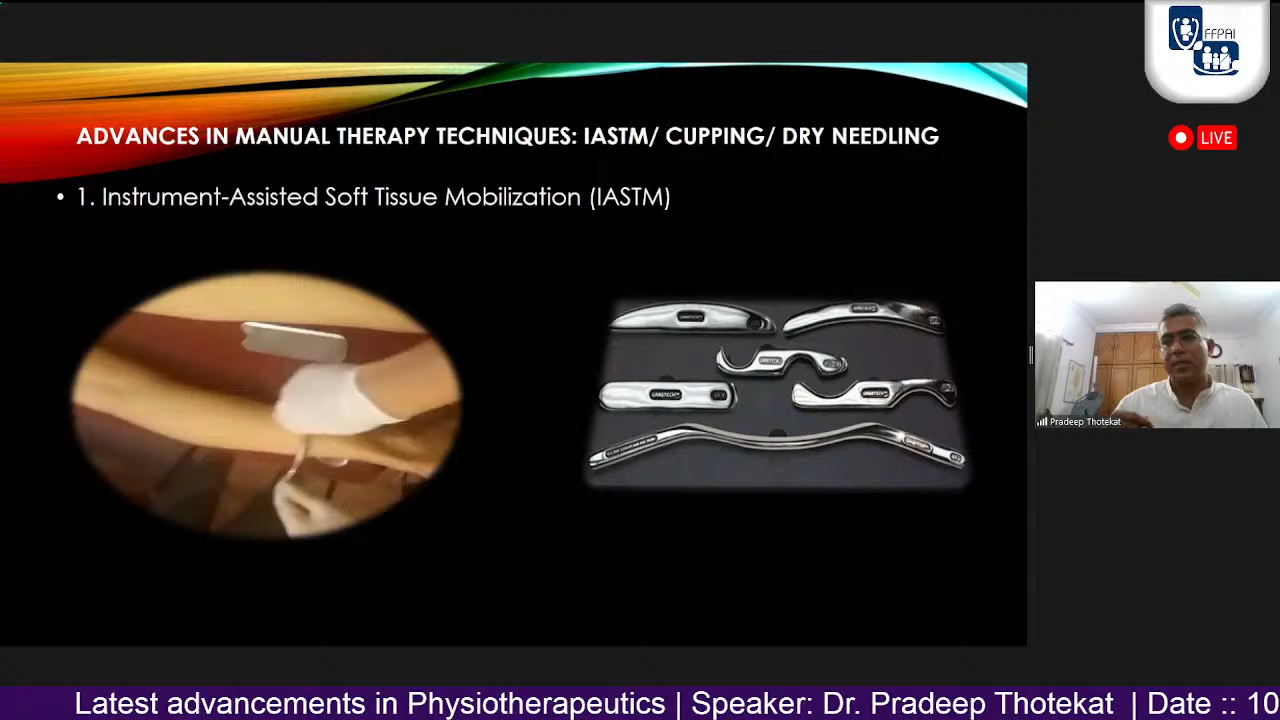 FFPAI
LIVE
ADVANCES IN MANUAL THERAPY TECHNIQUES: IASTM/ CUPPING/ DRY NEEDLING
• 1. Instrument-Assisted Soft Tissue Mobilization (IASTM)
Pradeep Thotekat
Latest advancements in Physiotherapeutics | Speaker: Dr. Pradeep Thotekat | Date :: 10